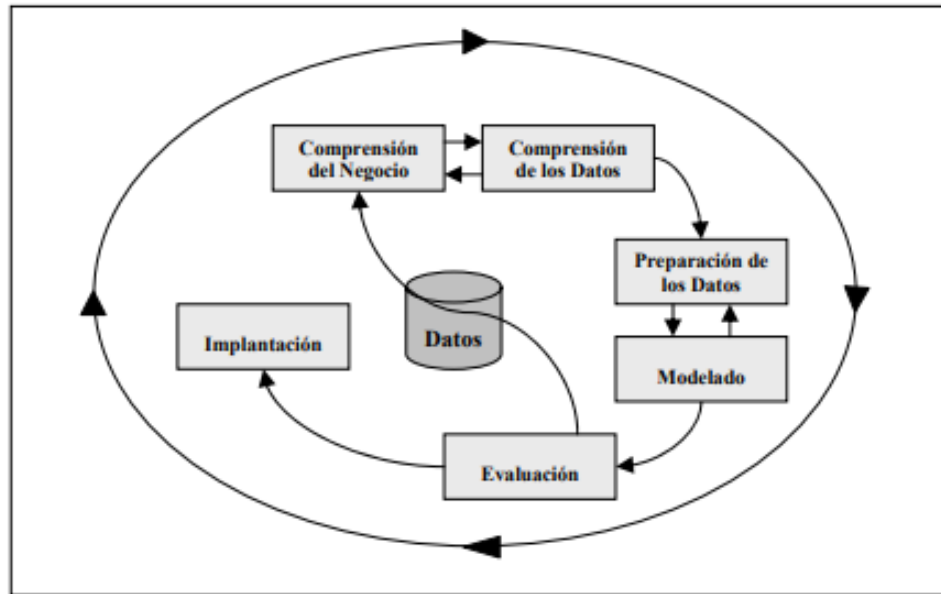 Comprensión
del Negocio
Comprensión
de los Datos
Preparación de
los Datos
Modelado
Evaluación
Implantación
Datos